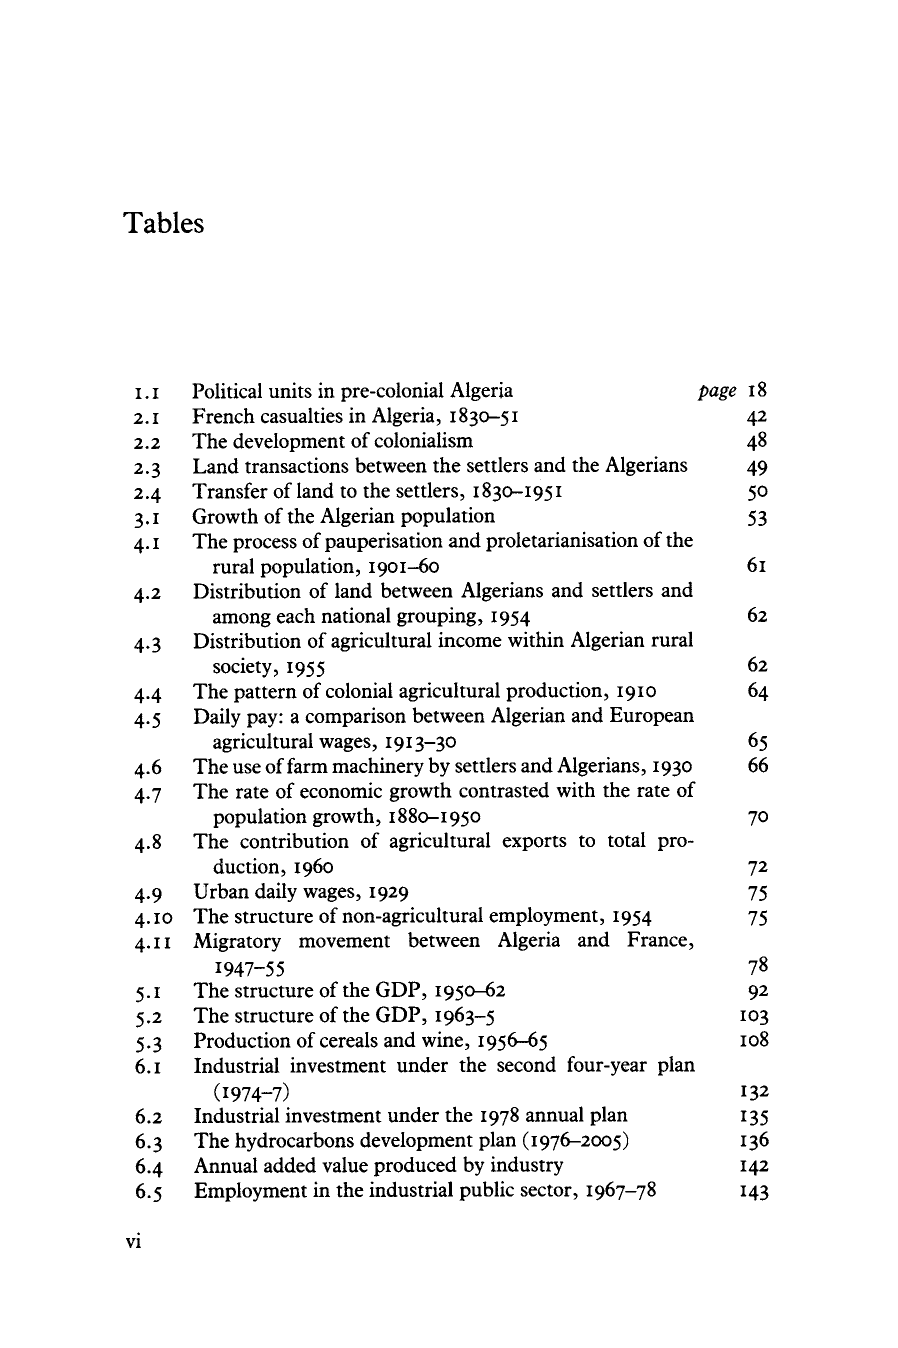 Tables
1.1 Political units in pre-colonial Algeria page 18
2.1 French casualties in Algeria, 1830–51 42
2.2 The development of colonialism 48
2.3 Land transactions between the settlers and the Algerians 49
2.4 Transfer of land to the settlers, 1830–1951 50
3.1 Growth of the Algerian population 53
4.1 The process of pauperisation and proletarianisation of the
rural population, 1901–60 61
4.2 Distribution of land between Algerians and settlers and
among each national grouping, 1954 62
4.3 Distribution of agricultural income within Algerian rural
society, 1955 62
4.4 The pattern of colonial agricultural production, 1910 64
4.5 Daily pay: a comparison between Algerian and European
agricultural wages, 1913–30 65
4.6 The use of farm machinery by settlers and Algerians, 1930 66
4.7 The rate of economic growth contrasted with the rate of
population growth, 1880–1950 70
4.8 The contribution of agricultural exports to total pro-
duction, 1960 72
4.9 Urban daily wages, 1929 75
4.10 The structure of non-agricultural employment, 1954 75
4.11 Migratory movement between Algeria and France,
1947–55 78
5.1 The structure of the GDP, 1950–62 92
5.2 The structure of the GDP, 1963–5 103
5.3 Production of cereals and wine, 1956–65 108
6.1 Industrial investment under the second four-year plan
(1974–7) 132
6.2 Industrial investment under the 1978 annual plan 135
6.3 The hydrocarbons development plan (1976–2005) 136
6.4 Annual added value produced by industry 142
6.5 Employment in the industrial public sector, 1967–78 143
vi